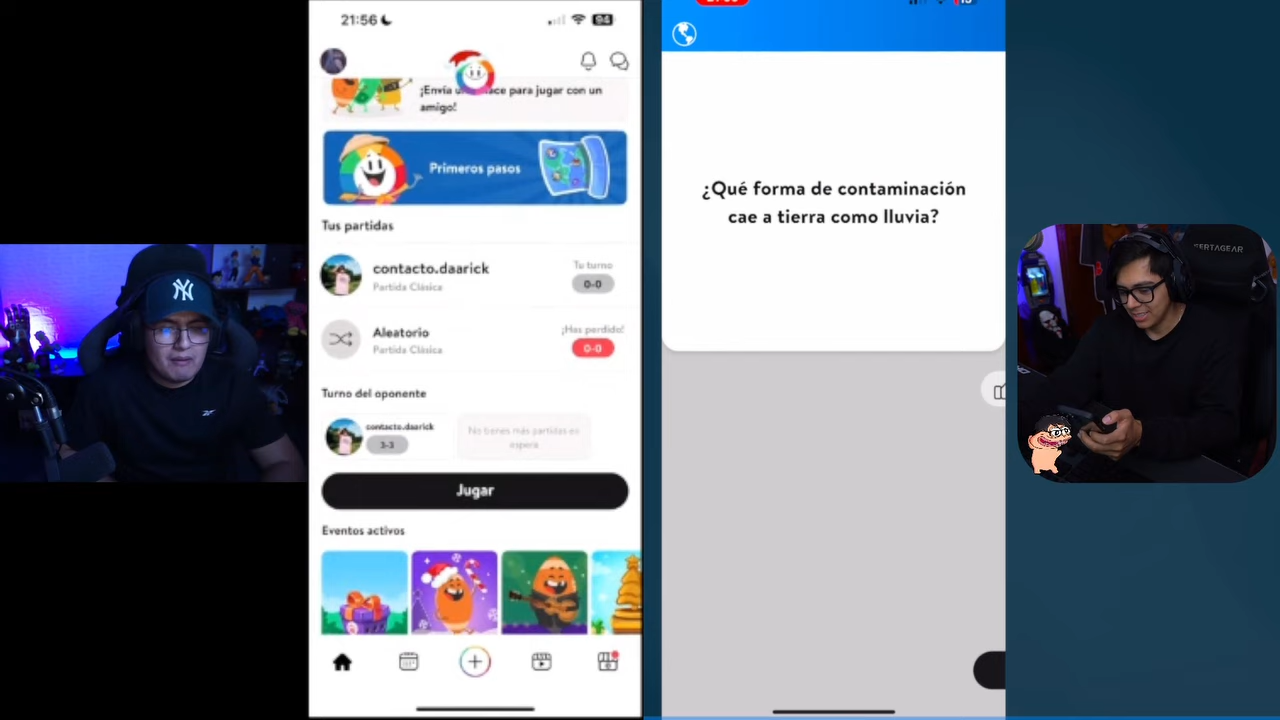 21:56
94
¡Envía un enlace para jugar con un
amigo!
Primeros pasos
Tus partidas
contacto.daarick
Partida Clásica
Tu turno
0-0
Aleatorio
Partida Clásica
¡Has perdido!
0-0
Turno del oponente
contacto.daarick
3-3
No tienes más partidas en
espera
Jugar
Eventos activos
¿Qué forma de contaminación
cae a tierra como lluvia?
NY
SERTAGEAR